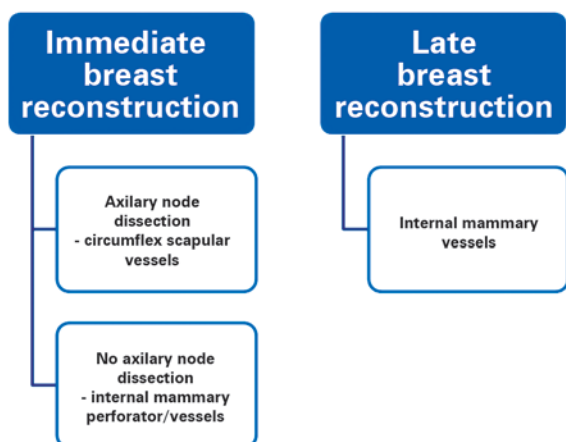 Immediate
breast
reconstruction
Axilary node
dissection
- circumflex scapular
vessels
No axilary node
dissection
- internal mammary
perforator/vessels
Late
breast
reconstruction
Internal mammary
vessels